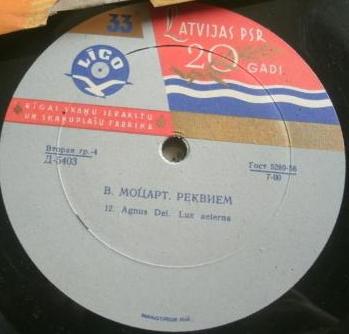 33
LĪGO
LATVIJAS PSR
20 GADI
RĪGAS SKAŅU IERAKSTU
UN SKAŅUPLAŠU FABRIKA
Вторая гр.-4
Д-5403
Гост 5289-56
7-00
В. МОЦАРТ. РЕКВИЕМ
12. Agnus Dei. Lux aeterna